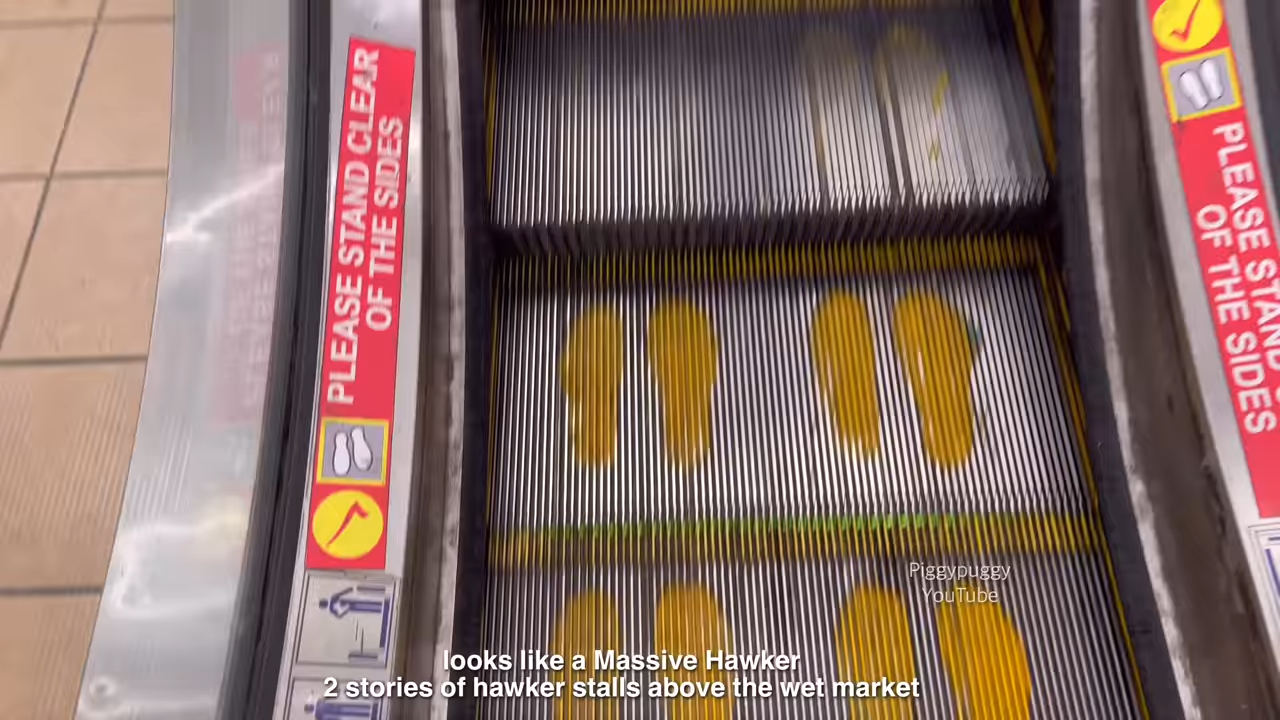 PLEASE STAND CLEAR
OF THE SIDES
PLEASE STAND
OF THE SIDES
Piggypuggy
YouTube
looks like a Massive Hawker
2 stories of hawker stalls above the wet market